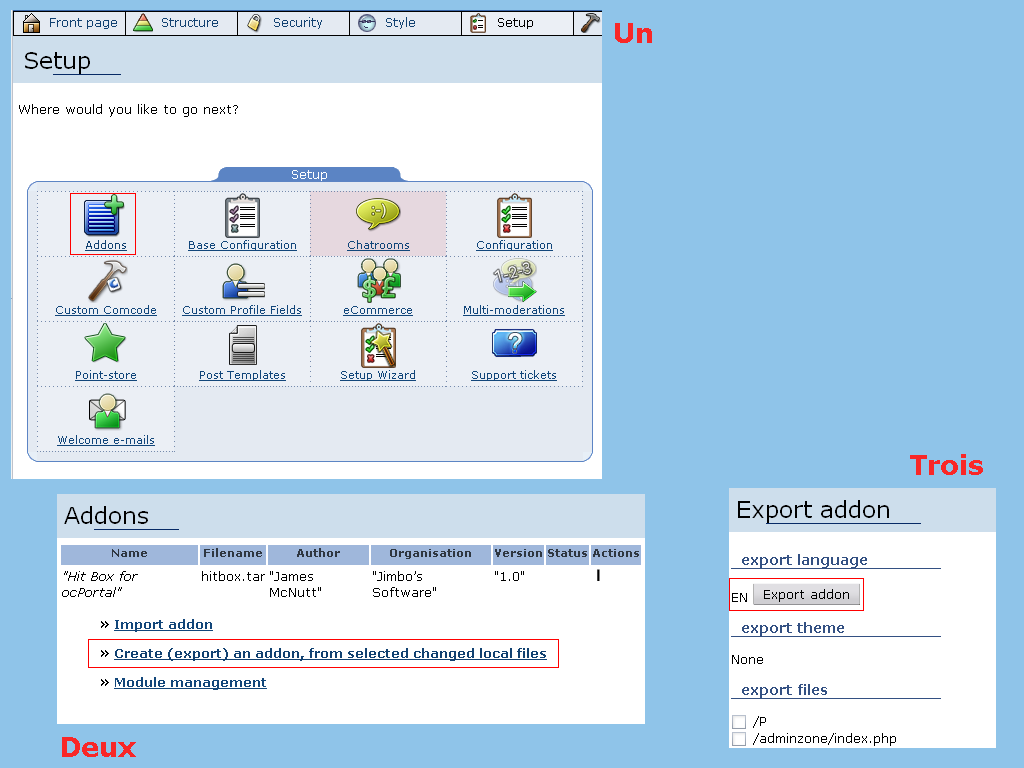 Front page Structure Security Style Setup
Un
Setup
Where would you like to go next?
Setup
Addons Base Configuration Chatrooms Configuration
Custom Comcode Custom Profile Fields eCommerce Multi-moderations
Point-store Post Templates Setup Wizard Support tickets
Welcome e-mails
Addons
Name Filename Author Organisation Version Status Actions
"Hit Box for hitbox.tar "James "Jimbo's "1.0" I
ocPortal" McNutt" Software"
» Import addon
» Create (export) an addon, from selected changed local files
» Module management
Deux
Trois
Export addon
export language
EN Export addon
export theme
None
export files
/P
/adminzone/index.php